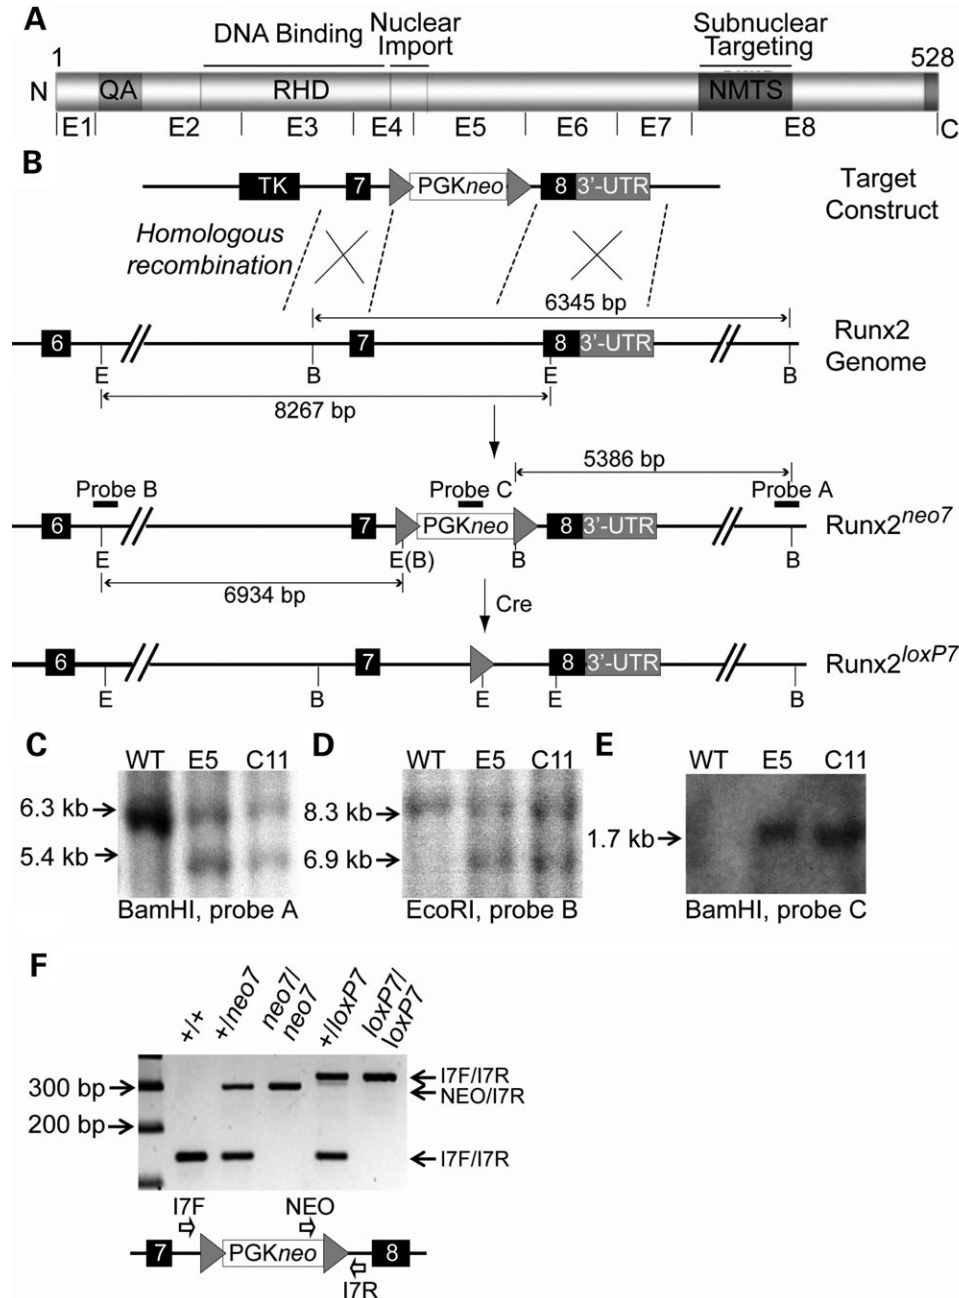 A
DNA Binding
Nuclear
Import
Subnuclear
Targeting
1
528
N
QA
RHD
NMTS
E1
E2
E3
E4
E5
E6
E7
E8
C
B
TK
7
PGKneo
8
3'-UTR
Target
Construct
Homologous
recombination
6345 bp
6
7
8
3'-UTR
Runx2
Genome
E
B
E
B
8267 bp
5386 bp
Probe B
Probe C
Probe A
6
7
PGKneo
8
3'-UTR
Runx2neo7
E
E(B)
B
B
6934 bp
Cre
6
7
8
3'-UTR
Runx2loxP7
E
B
E
E
B
C
WT
E5
C11
6.3 kb
5.4 kb
BamHI, probe A
D
WT
E5
C11
8.3 kb
6.9 kb
EcoRI, probe B
E
WT
E5
C11
1.7 kb
BamHI, probe C
F
+/+
+/neo7
neo7/
neo7
+/loxP7
loxP7/
loxP7
300 bp
200 bp
I7F/I7R
NEO/I7R
I7F/I7R
I7F
NEO
7
PGKneo
8
I7R